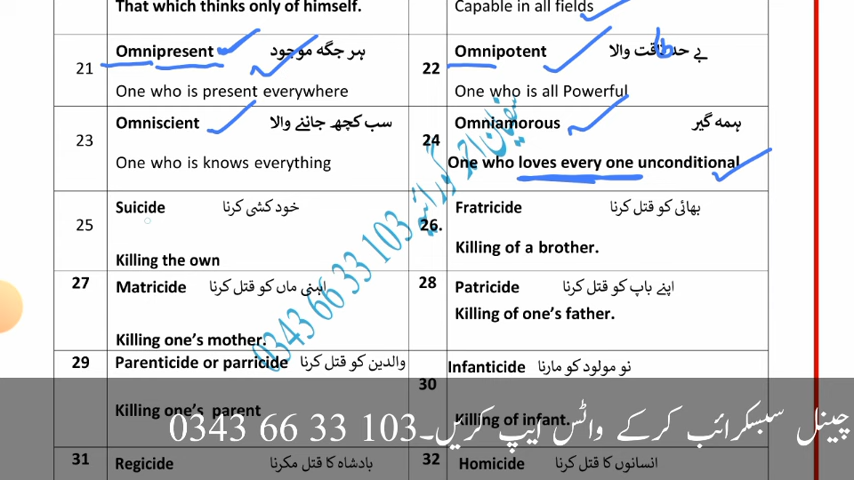 That which thinks only of himself.
Capable in all fields
21 Omnipresent ہر جگہ موجود
One who is present everywhere
22 Omnipotent بے حد طاقت والا
One who is all Powerful
23 Omniscient سب کچھ جاننے والا
One who is knows everything
24 Omniamorous ہمہ گیر
One who loves every one unconditional
25 Suicide خود کشی کرنا
Killing the own
26. Fratricide بھائی کو قتل کرنا
Killing of a brother.
27 Matricide اپنی ماں کو قتل کرنا
Killing one's mother.
28 Patricide اپنے باپ کو قتل کرنا
Killing of one's father.
29 Parenticide or parricide والدین کو قتل کرنا
Killing one's parent
30 Infanticide نو مولود کو مارنا
Killing of infant.
31 Regicide بادشاہ کا قتل مکرنا
32 Homicide انسانوں کا قتل کرنا
0343 66 33 103
چینل سبسکرائب کرکے واٹس ایپ کریں۔103 33 66 0343